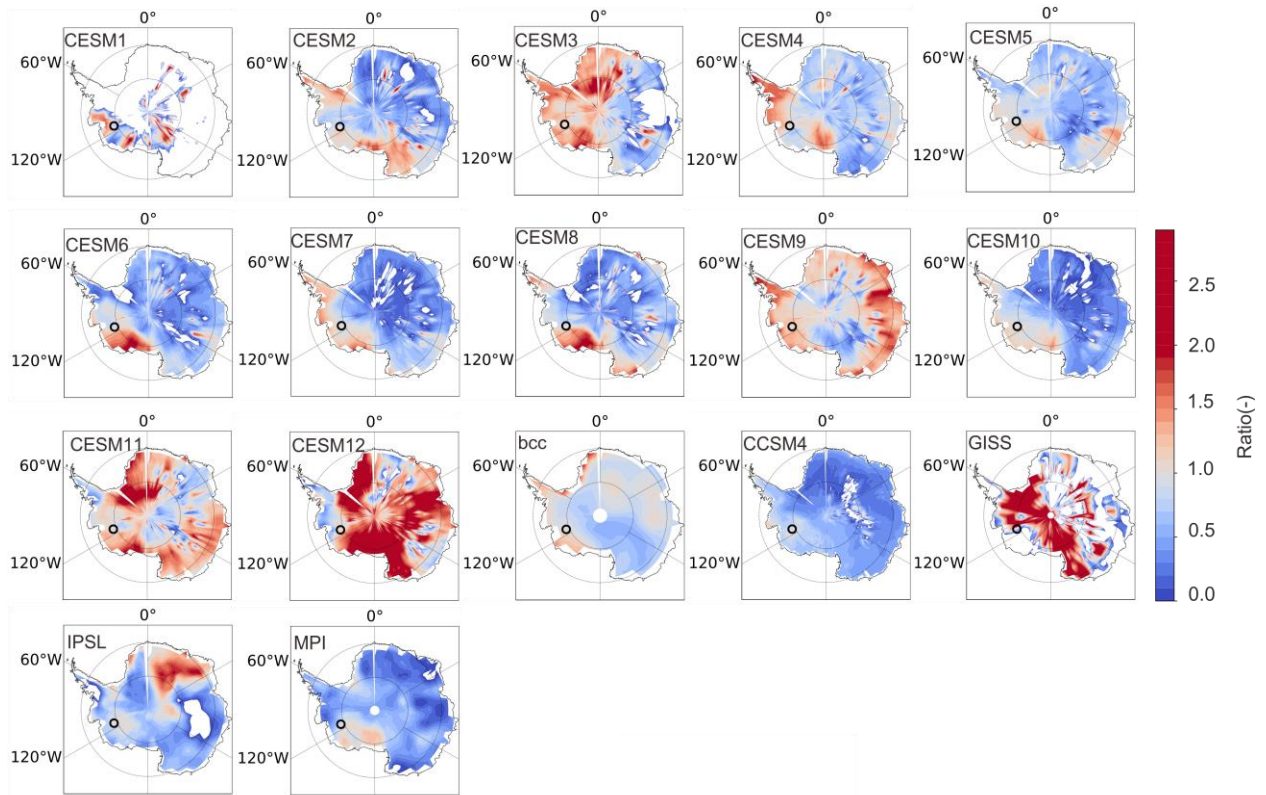 0° 0° 0° 0° 0°
CESM1 CESM2 CESM3 CESM4 CESM5
60°W 60°W 60°W 60°W 60°W
120°W 120°W 120°W 120°W 120°W
0° 0° 0° 0° 0°
CESM6 CESM7 CESM8 CESM9 CESM10
60°W 60°W 60°W 60°W 60°W
120°W 120°W 120°W 120°W 120°W
0° 0° 0° 0° 0°
CESM11 CESM12 bcc CCSM4 GISS
60°W 60°W 60°W 60°W 60°W
120°W 120°W 120°W 120°W 120°W
0° 0°
IPSL MPI
60°W 60°W
120°W 120°W
2.5
2.0
1.5
1.0
0.5
0.0
Ratio(-)